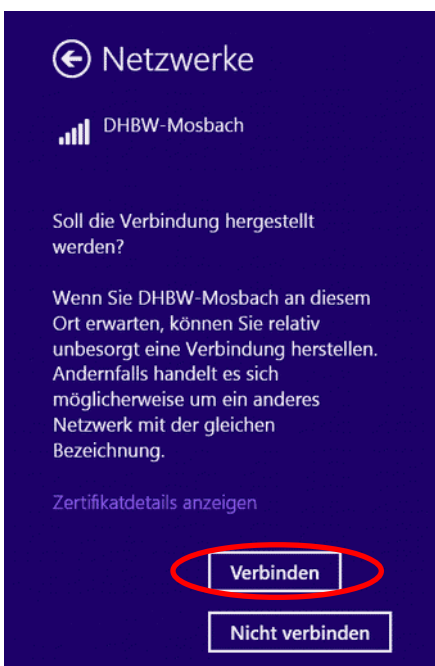 Netzwerke
DHBW-Mosbach
Soll die Verbindung hergestellt
werden?
Wenn Sie DHBW-Mosbach an diesem
Ort erwarten, können Sie relativ
unbesorgt eine Verbindung herstellen.
Andernfalls handelt es sich
möglicherweise um ein anderes
Netzwerk mit der gleichen
Bezeichnung.
Zertifikatdetails anzeigen
Verbinden
Nicht verbinden